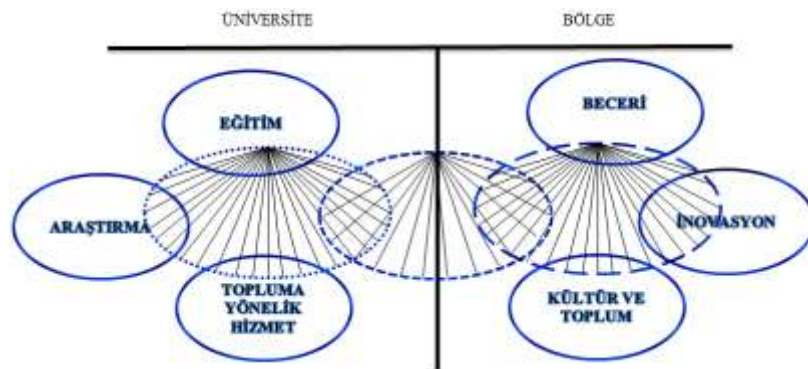 ÜNİVERSİTE
BÖLGE
EĞİTİM
BECERİ
ARAŞTIRMA
İNOVASYON
TOPLUMA
YÖNELİK
HİZMET
KÜLTÜR VE
TOPLUM